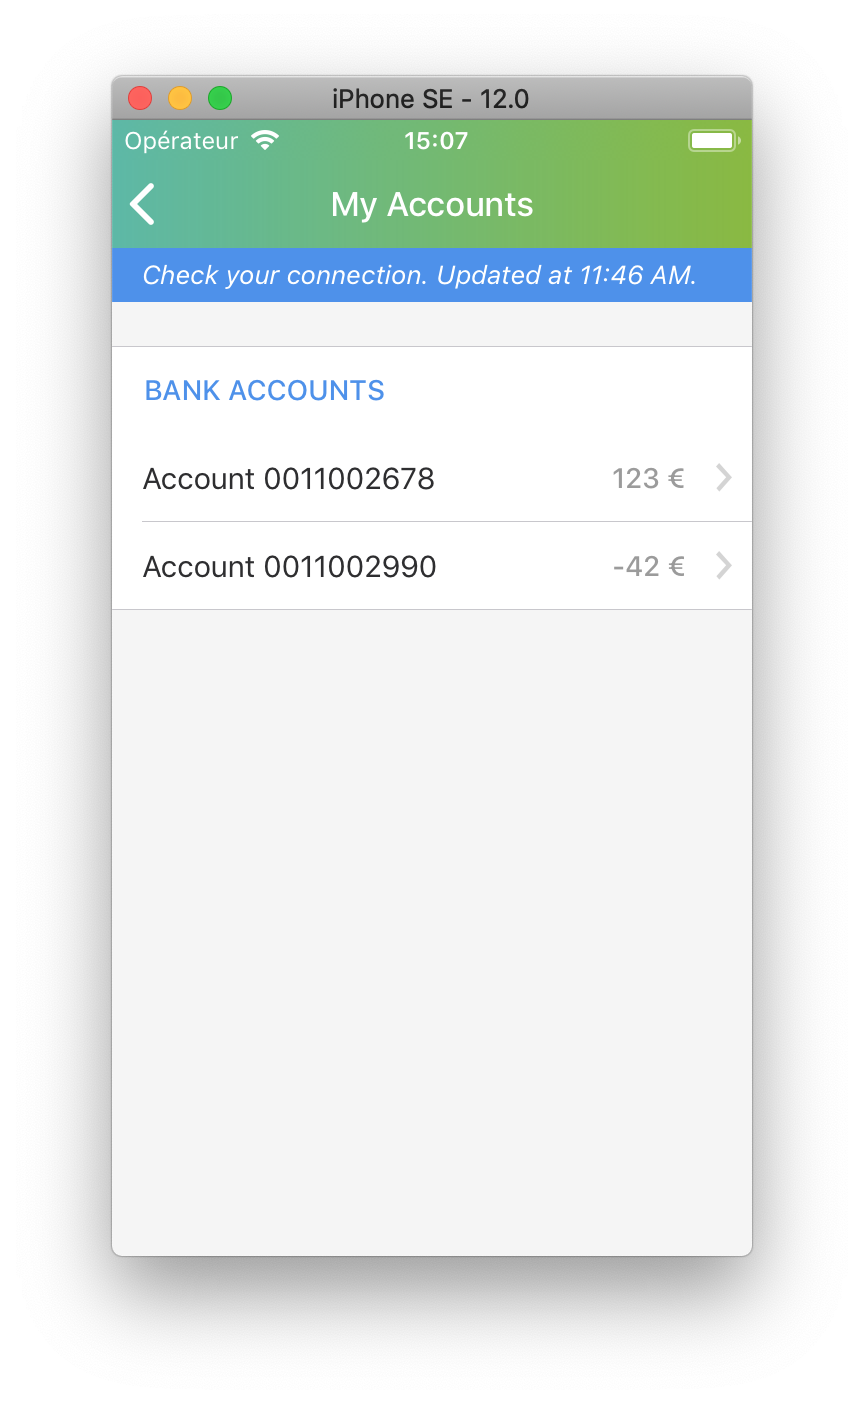 iPhone SE - 12.0
Opérateur 15:07
My Accounts
Check your connection. Updated at 11:46 AM.
BANK ACCOUNTS
Account 0011002678 123 €
Account 0011002990 -42 €